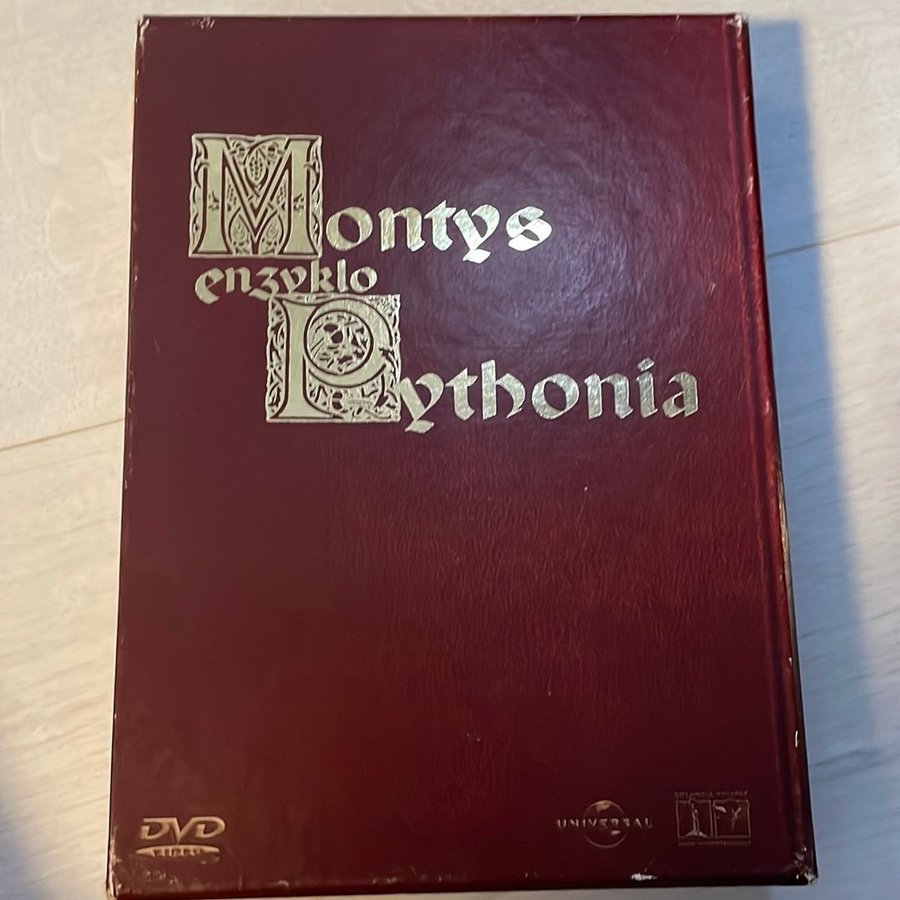 Montys
enzyklo
Pythonia
DVD
VIDEO
UNIVERSAL